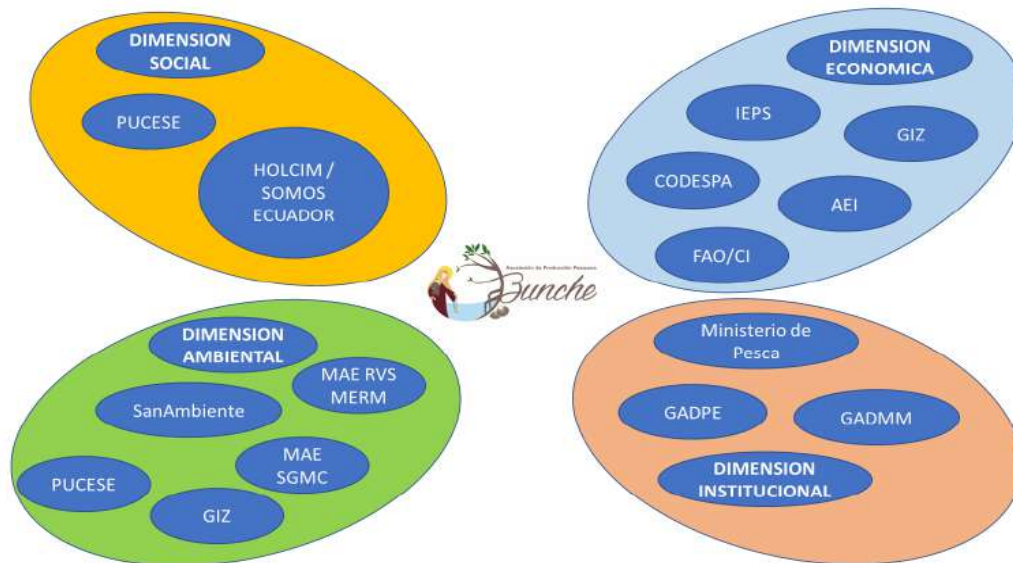 DIMENSION
SOCIAL
PUCESE
HOLCIM /
SOMOS
ECUADOR
DIMENSION
ECONOMICA
IEPS
GIZ
CODESPA
AEI
FAO/CI
Asociación de Producción Pesquera
Bunche
DIMENSION
AMBIENTAL
MAE RVS
MERM
SanAmbiente
MAE
SGMC
PUCESE
GIZ
Ministerio de
Pesca
GADPE
GADMM
DIMENSION
INSTITUCIONAL